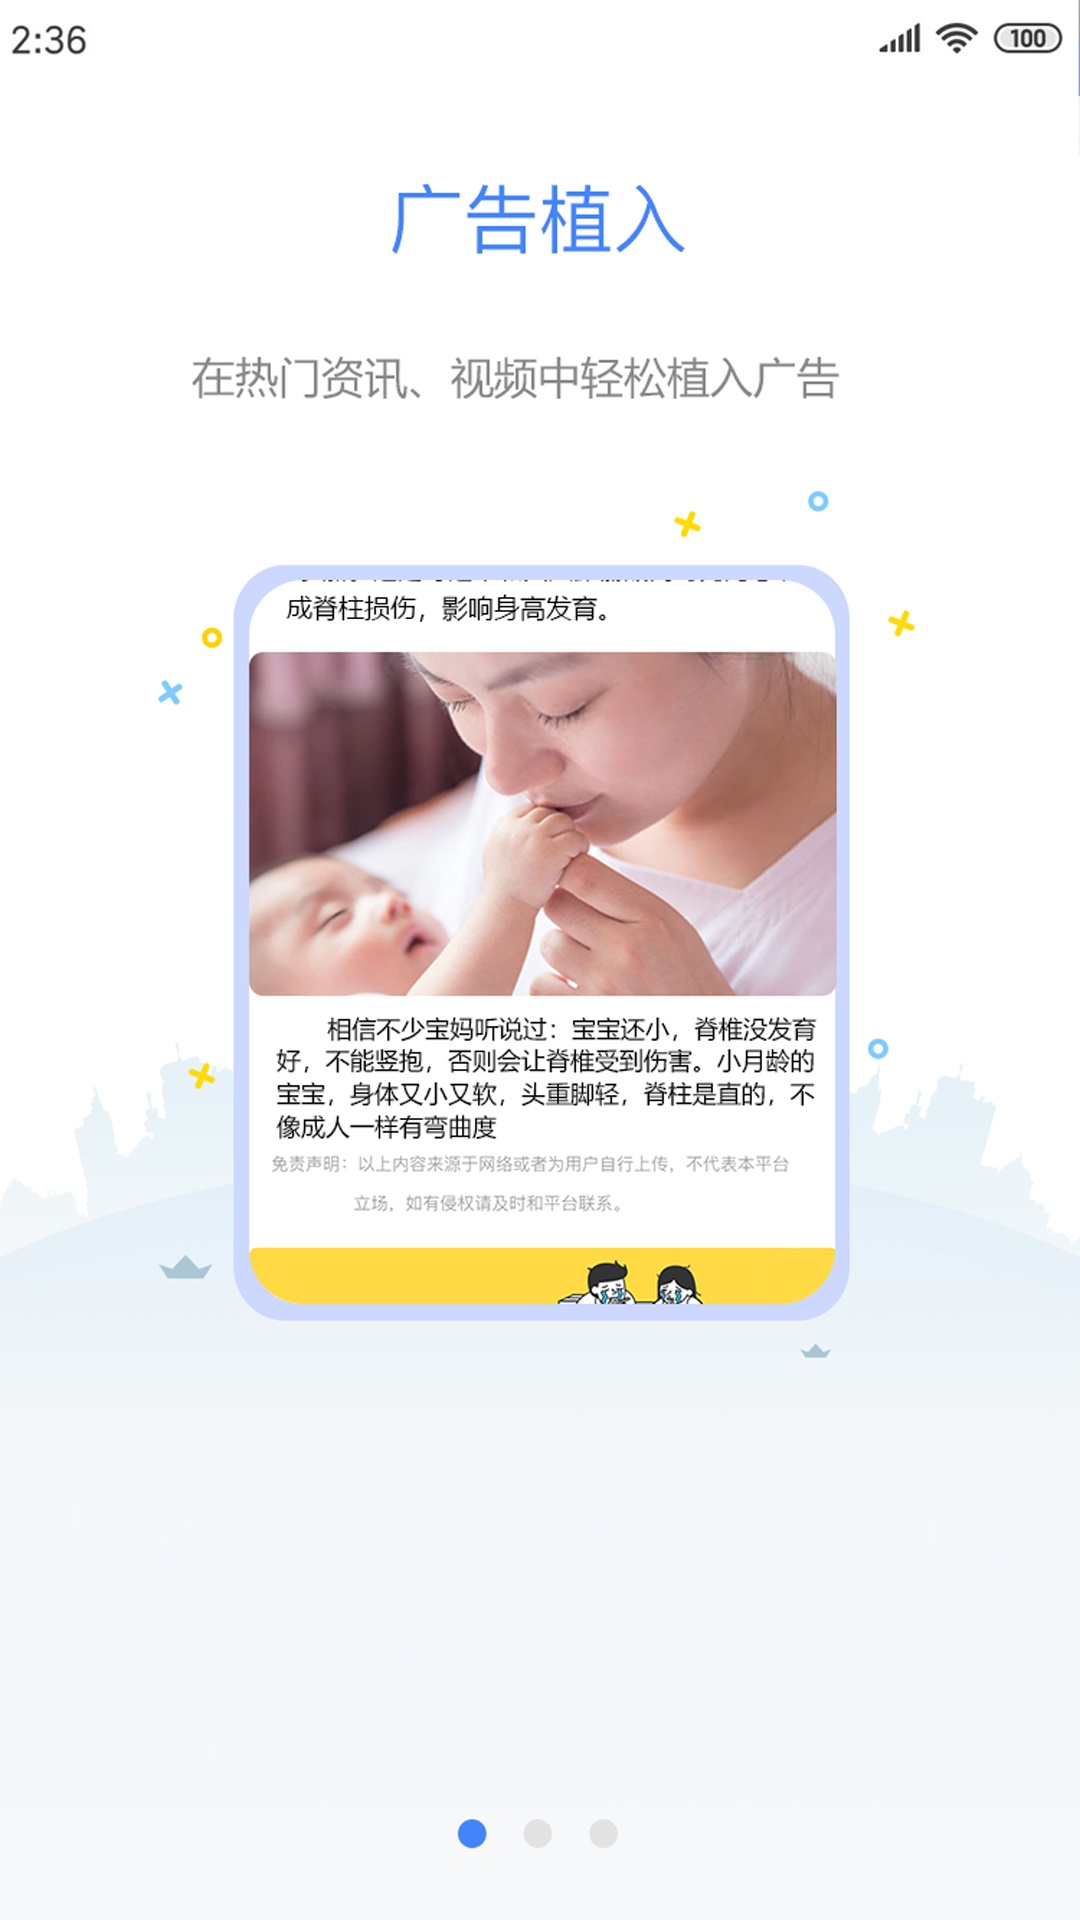 2:36
100
广告植入
在热门资讯、视频中轻松植入广告
成脊柱损伤，影响身高发育。
相信不少宝妈听说过：宝宝还小，脊椎没发育
好，不能竖抱，否则会让脊椎受到伤害。小月龄的
宝宝，身体又小又软，头重脚轻，脊柱是直的，不
像成人一样有弯曲度
免责声明：以上内容来源于网络或者为用户自行上传，不代表本平台
立场，如有侵权请及时和平台联系。